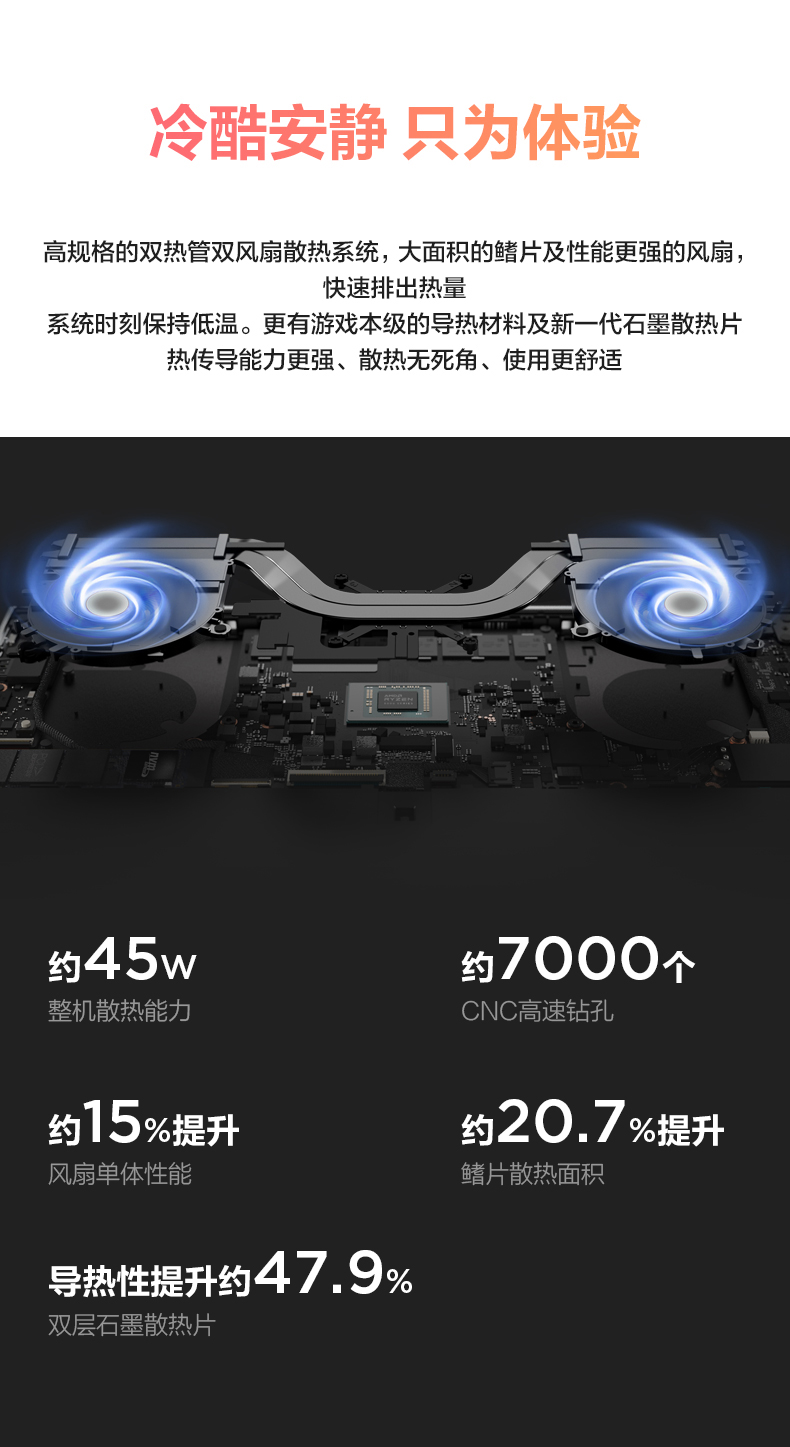 冷酷安静 只为体验
高规格的双热管双风扇散热系统，大面积的鳍片及性能更强的风扇，
快速排出热量
系统时刻保持低温。更有游戏本级的导热材料及新一代石墨散热片
热传导能力更强、散热无死角、使用更舒适
AMD
RYZEN
约45W
约7000个
整机散热能力
CNC高速钻孔
约15%提升
约20.7%提升
风扇单体性能
鳍片散热面积
导热性提升约47.9%
双层石墨散热片